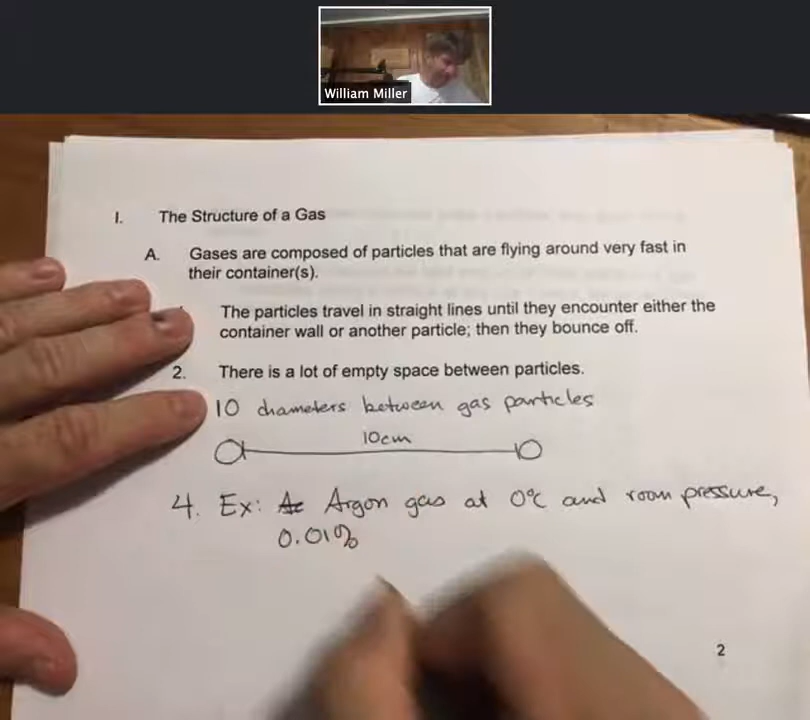 William Miller
I. The Structure of a Gas
A. Gases are composed of particles that are flying around very fast in
their container(s).
The particles travel in straight lines until they encounter either the
container wall or another particle; then they bounce off.
2. There is a lot of empty space between particles.
10 diameters between gas particles
10cm
4. Ex: Argon gas at 0°C and room pressure,
0.01%
2